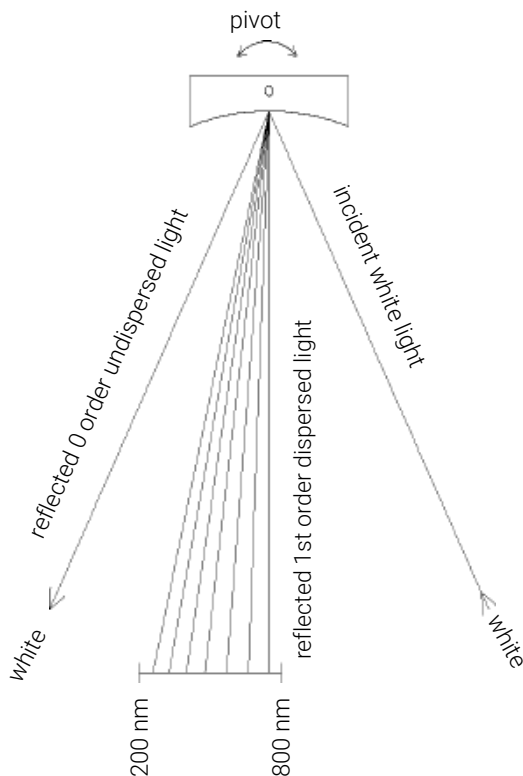 pivot
incident white light
reflected 0 order undispersed light
reflected 1st order dispersed light
white
white
200 nm
800 nm